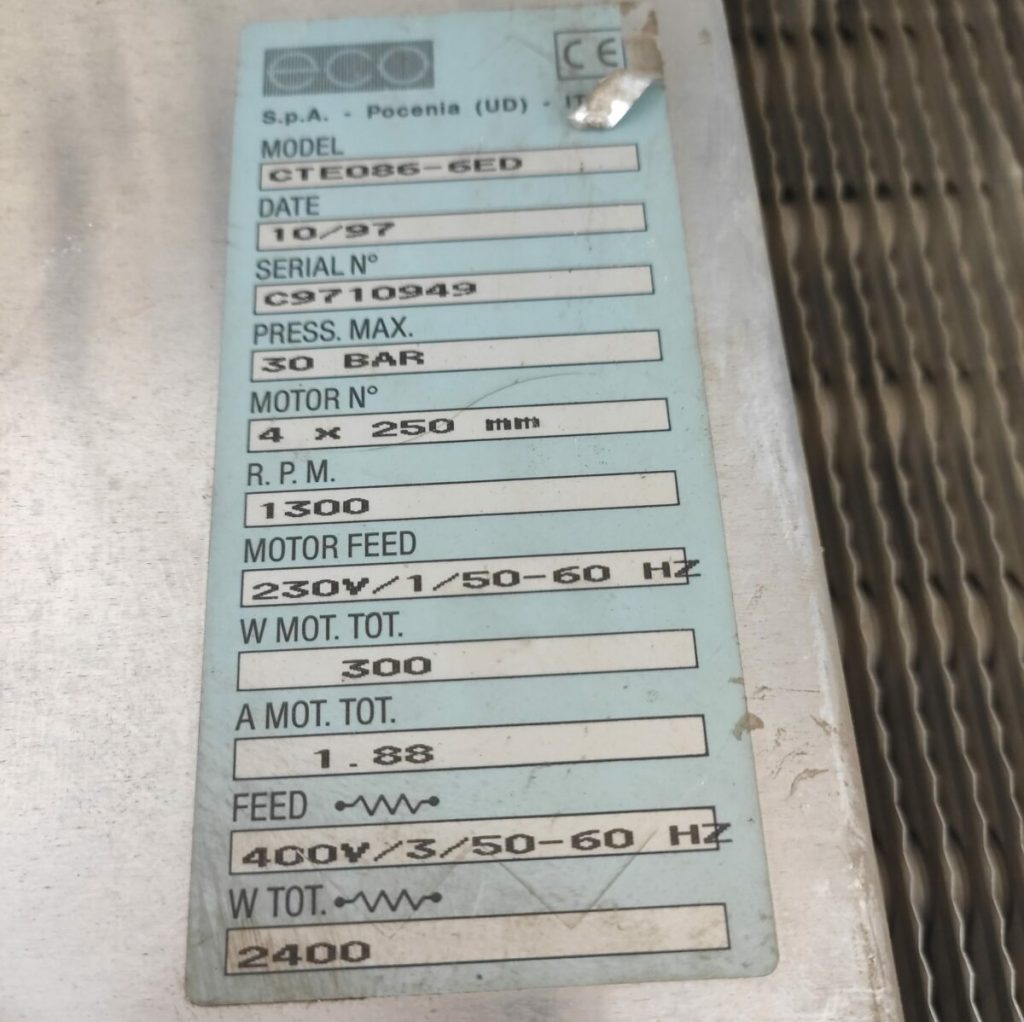 eco
CE
S.p.A. - Pocenia (UD) -
MODEL
CTE086-6ED
DATE
10/97
SERIAL N°
C9710949
PRESS. MAX.
30 BAR
MOTOR N°
4 x 250 mm
R. P. M.
1300
MOTOR FEED
230V/1/50-60 HZ
W MOT. TOT.
300
A MOT. TOT.
1.88
FEED
400V/3/50-60 HZ
W TOT.
2400